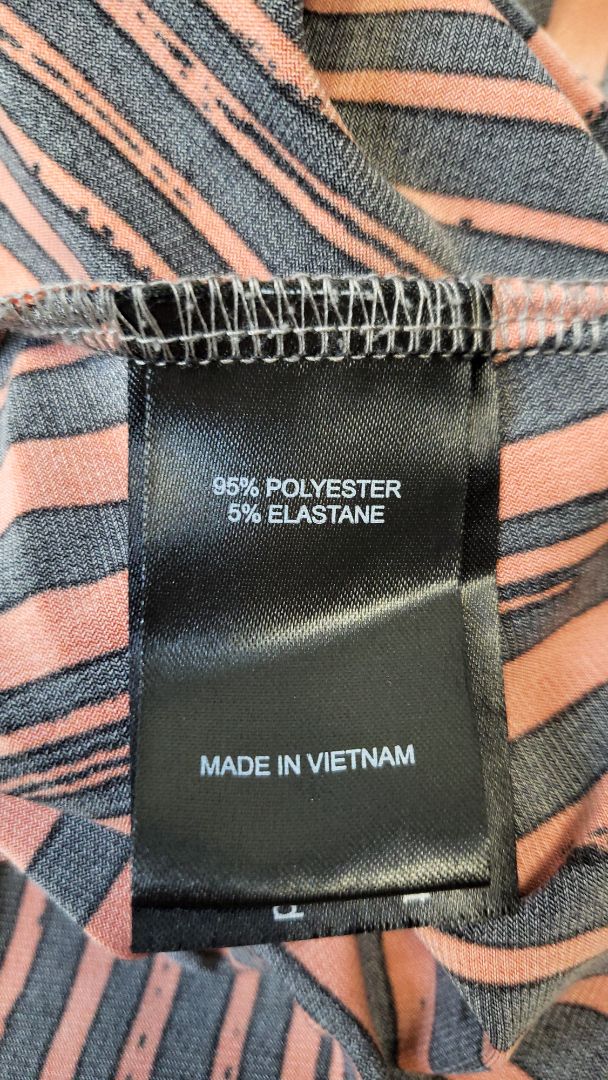 95% POLYESTER
5% ELASTANE
MADE IN VIETNAM